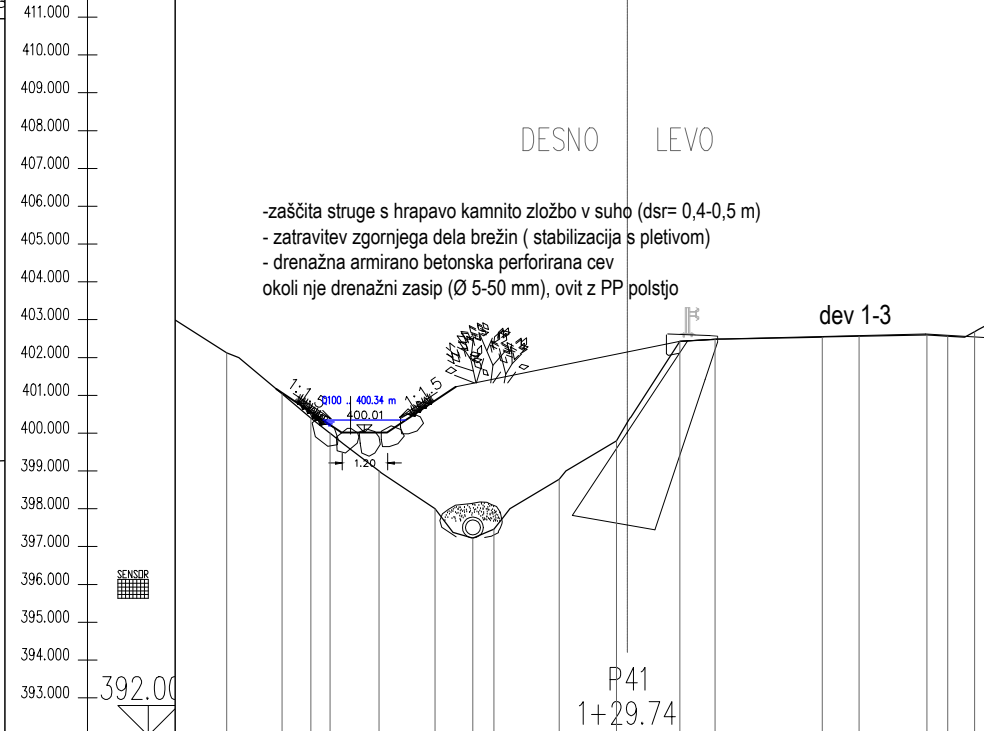 411.000
410.000
409.000
408.000
407.000
406.000
405.000
404.000
403.000
402.000
401.000
400.000
399.000
398.000
397.000
396.000
395.000
394.000
393.000
DESNO LEVO
-zaščita struge s hrapavo kamnito zložbo v suho (dsr= 0,4-0,5 m)
- zatravitev zgornjega dela brežin ( stabilizacija s pletivom)
- drenažna armirano betonska perforirana cev
okoli nje drenažni zasip (Ø 5-50 mm), ovit z PP polstjo
dev 1-3
1:1.5
1:1.5
Q100 .. 400.34 m
400.01
1.20
SENSOR
392.00
P41
1+29.74